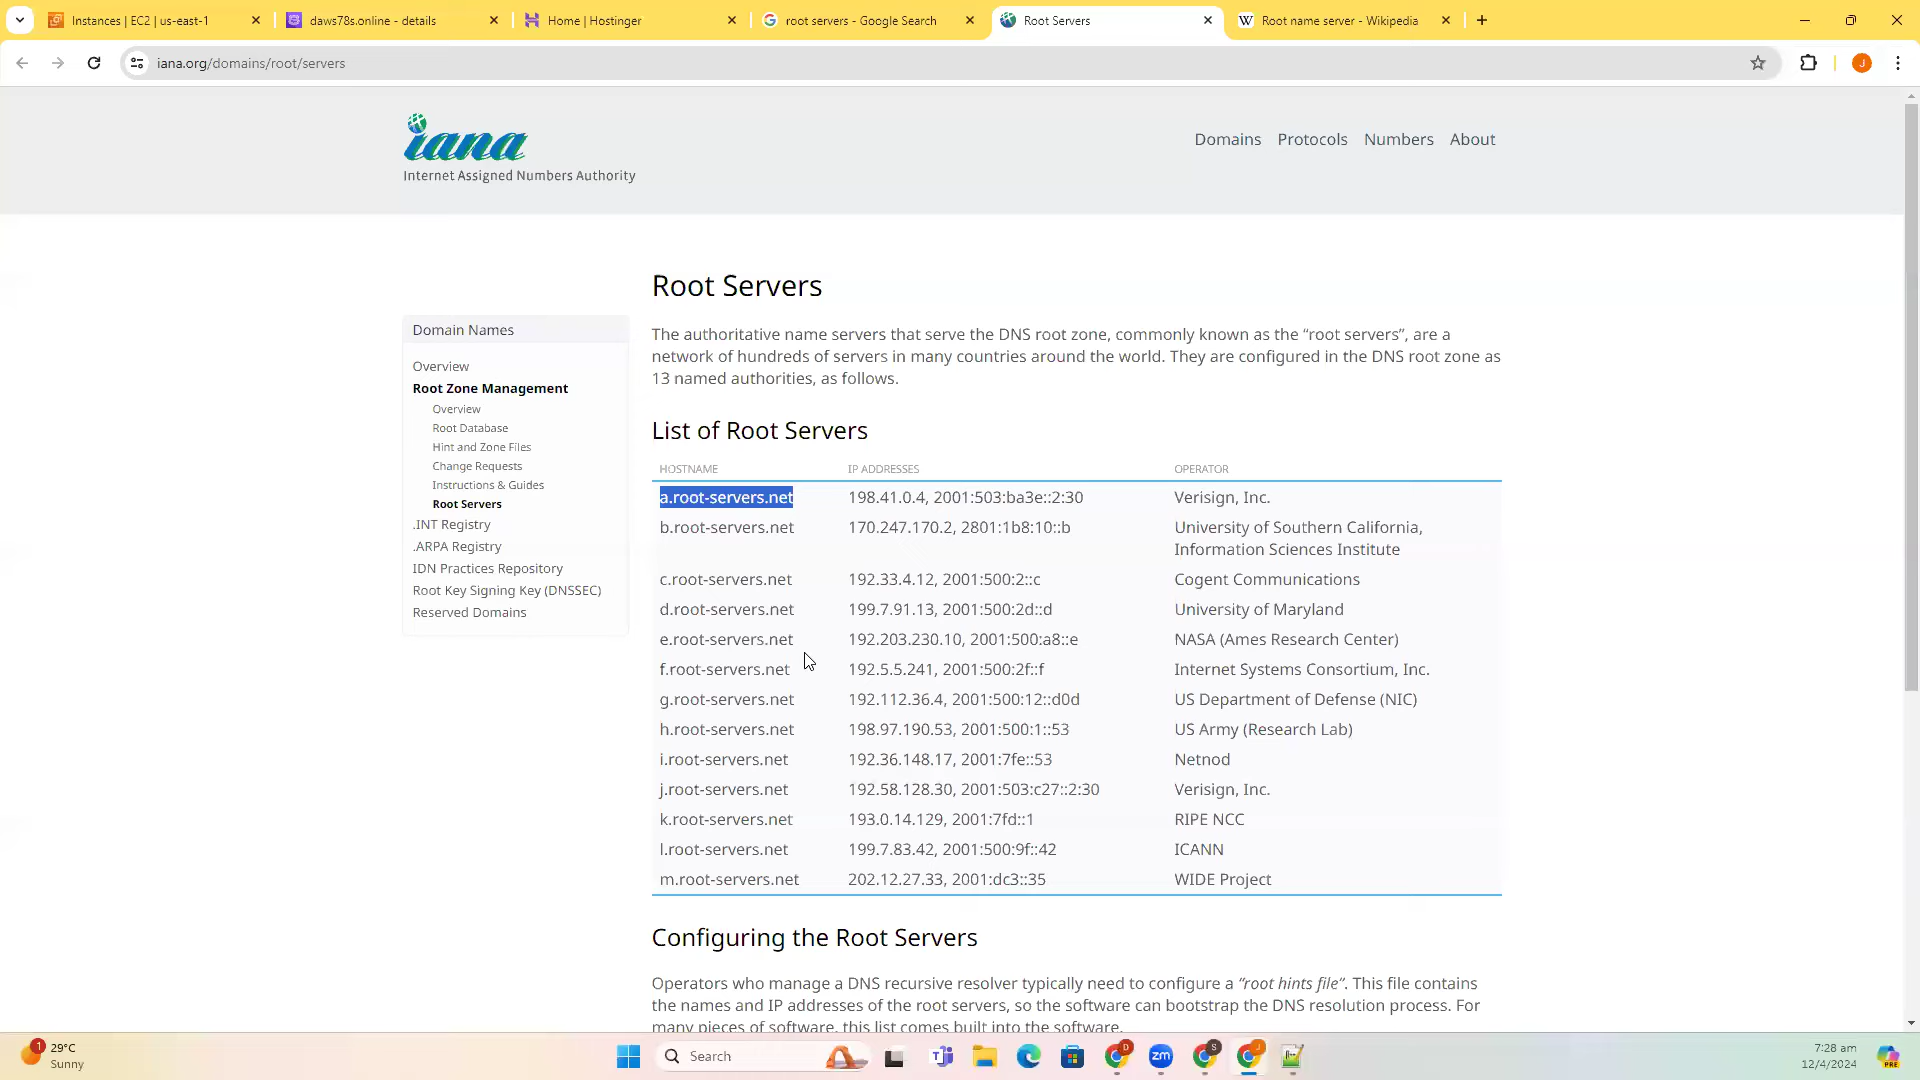 Instances | EC2 | us-east-1
daws78s.online - details
Home | Hostinger
root servers - Google Search
Root Servers
W Root name server - Wikipedia
iana.org/domains/root/servers
J
iana
Internet Assigned Numbers Authority
Domains Protocols Numbers About
Domain Names
Overview
Root Zone Management
Overview
Root Database
Hint and Zone Files
Change Requests
Instructions & Guides
Root Servers
.INT Registry
.ARPA Registry
IDN Practices Repository
Root Key Signing Key (DNSSEC)
Reserved Domains
Root Servers
The authoritative name servers that serve the DNS root zone, commonly known as the “root servers”, are a
network of hundreds of servers in many countries around the world. They are configured in the DNS root zone as
13 named authorities, as follows.
List of Root Servers
HOSTNAME IP ADDRESSES OPERATOR
a.root-servers.net 198.41.0.4, 2001:503:ba3e::2:30 Verisign, Inc.
b.root-servers.net 170.247.170.2, 2801:1b8:10::b University of Southern California,
Information Sciences Institute
c.root-servers.net 192.33.4.12, 2001:500:2::c Cogent Communications
d.root-servers.net 199.7.91.13, 2001:500:2d::d University of Maryland
e.root-servers.net 192.203.230.10, 2001:500:a8::e NASA (Ames Research Center)
f.root-servers.net 192.5.5.241, 2001:500:2f::f Internet Systems Consortium, Inc.
g.root-servers.net 192.112.36.4, 2001:500:12::d0d US Department of Defense (NIC)
h.root-servers.net 198.97.190.53, 2001:500:1::53 US Army (Research Lab)
i.root-servers.net 192.36.148.17, 2001:7fe::53 Netnod
j.root-servers.net 192.58.128.30, 2001:503:c27::2:30 Verisign, Inc.
k.root-servers.net 193.0.14.129, 2001:7fd::1 RIPE NCC
l.root-servers.net 199.7.83.42, 2001:500:9f::42 ICANN
m.root-servers.net 202.12.27.33, 2001:dc3::35 WIDE Project
Configuring the Root Servers
Operators who manage a DNS recursive resolver typically need to configure a “root hints file”. This file contains
the names and IP addresses of the root servers, so the software can bootstrap the DNS resolution process. For
many pieces of software, this list comes built into the software.
1
29°C
Sunny
Search
D
zm
S
J
7:28 am
12/4/2024
PRE